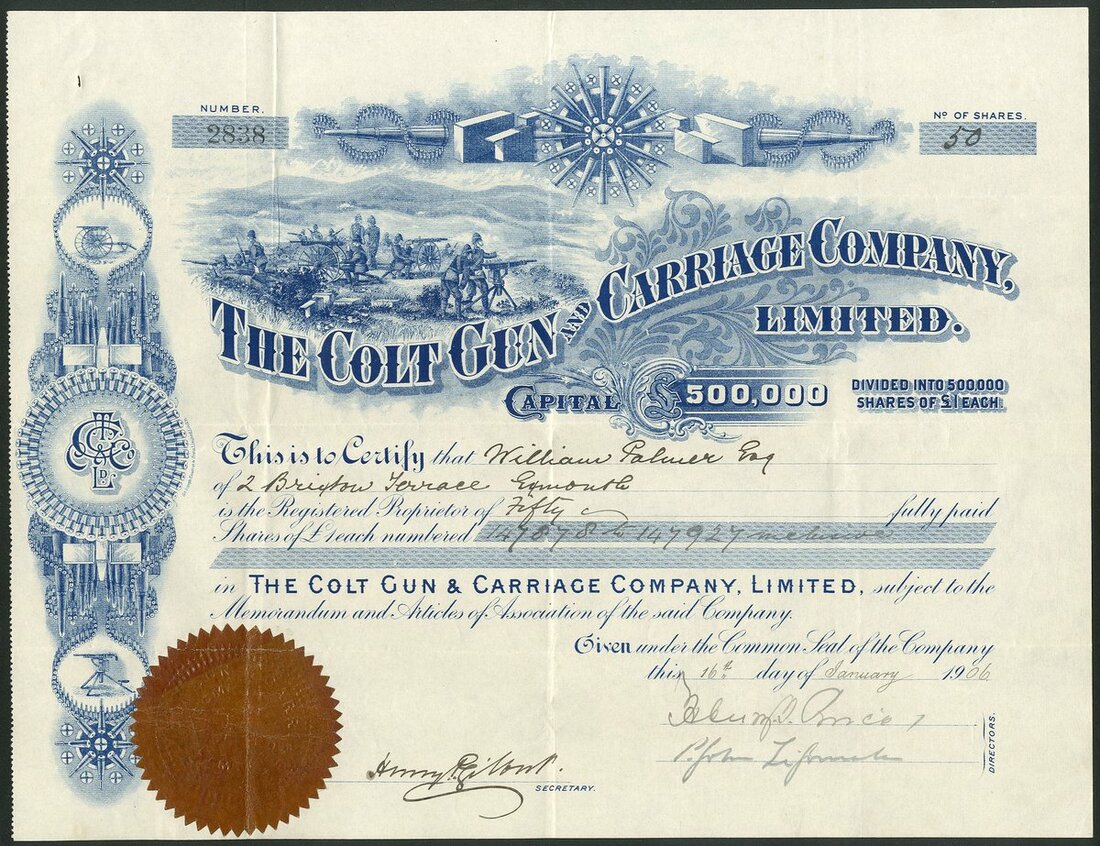 NUMBER.
2838
Nº OF SHARES.
50
THE COLT GUN AND CARRIAGE COMPANY,
LIMITED.
CAPITAL £500,000
DIVIDED INTO 500,000
SHARES OF £1 EACH.
This is to Certify that William Palmer Esq
of 2 Brixton Terrace Exmouth
is the Registered Proprietor of Fifty fully paid
Shares of £1 each numbered 147878 to 147927 inclusive
in THE COLT GUN & CARRIAGE COMPANY, LIMITED, subject to the
Memorandum and Articles of Association of the said Company.
Given under the Common Seal of the Company
this 16th day of January 1906
DIRECTORS.
Henry
SECRETARY.